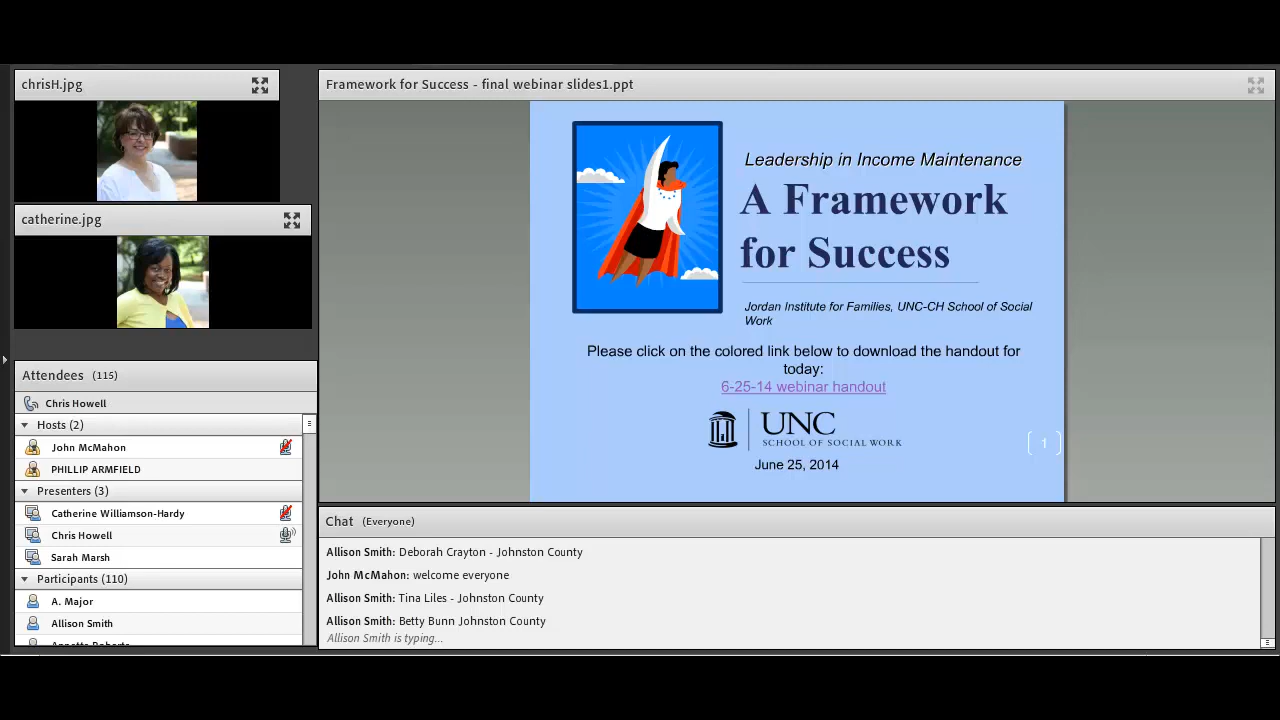 chrisH.jpg
catherine.jpg
Attendees (115)
Chris Howell
Hosts (2)
John McMahon
PHILLIP ARMFIELD
Presenters (3)
Catherine Williamson-Hardy
Chris Howell
Sarah Marsh
Participants (110)
A. Major
Allison Smith
Framework for Success - final webinar slides1.ppt
Leadership in Income Maintenance
A Framework
for Success
Jordan Institute for Families, UNC-CH School of Social
Work
Please click on the colored link below to download the handout for
today:
6-25-14 webinar handout
UNC
SCHOOL OF SOCIAL WORK
1
June 25, 2014
Chat (Everyone)
Allison Smith: Deborah Crayton - Johnston County
John McMahon: welcome everyone
Allison Smith: Tina Liles - Johnston County
Allison Smith: Betty Bunn Johnston County
Allison Smith is typing...